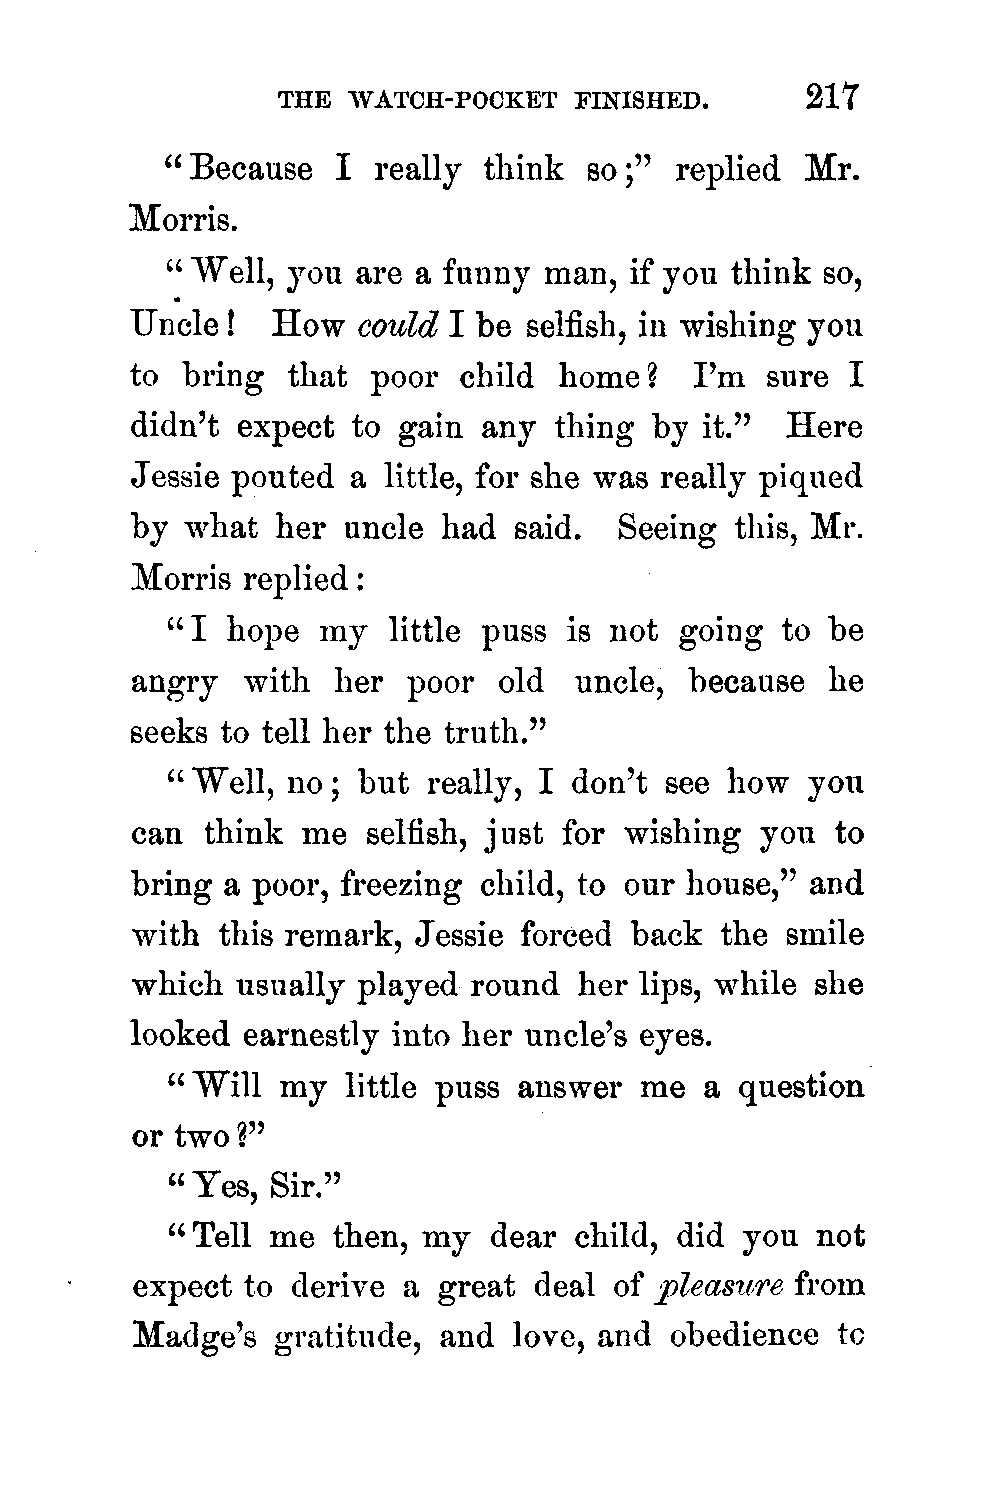 THE WATCH-POCKET FINISHED. 217
“Because I really think so;” replied Mr.
Morris.
“Well, you are a funny man, if you think so,
Uncle! How could I be selfish, in wishing you
to bring that poor child home? I’m sure I
didn’t expect to gain any thing by it.” Here
Jessie pouted a little, for she was really piqued
by what her uncle had said. Seeing this, Mr.
Morris replied:
“I hope my little puss is not going to be
angry with her poor old uncle, because he
seeks to tell her the truth.”
“Well, no; but really, I don’t see how you
can think me selfish, just for wishing you to
bring a poor, freezing child, to our house,” and
with this remark, Jessie forced back the smile
which usually played round her lips, while she
looked earnestly into her uncle’s eyes.
“Will my little puss answer me a question
or two?”
“Yes, Sir.”
“Tell me then, my dear child, did you not
expect to derive a great deal of pleasure from
Madge’s gratitude, and love, and obedience to